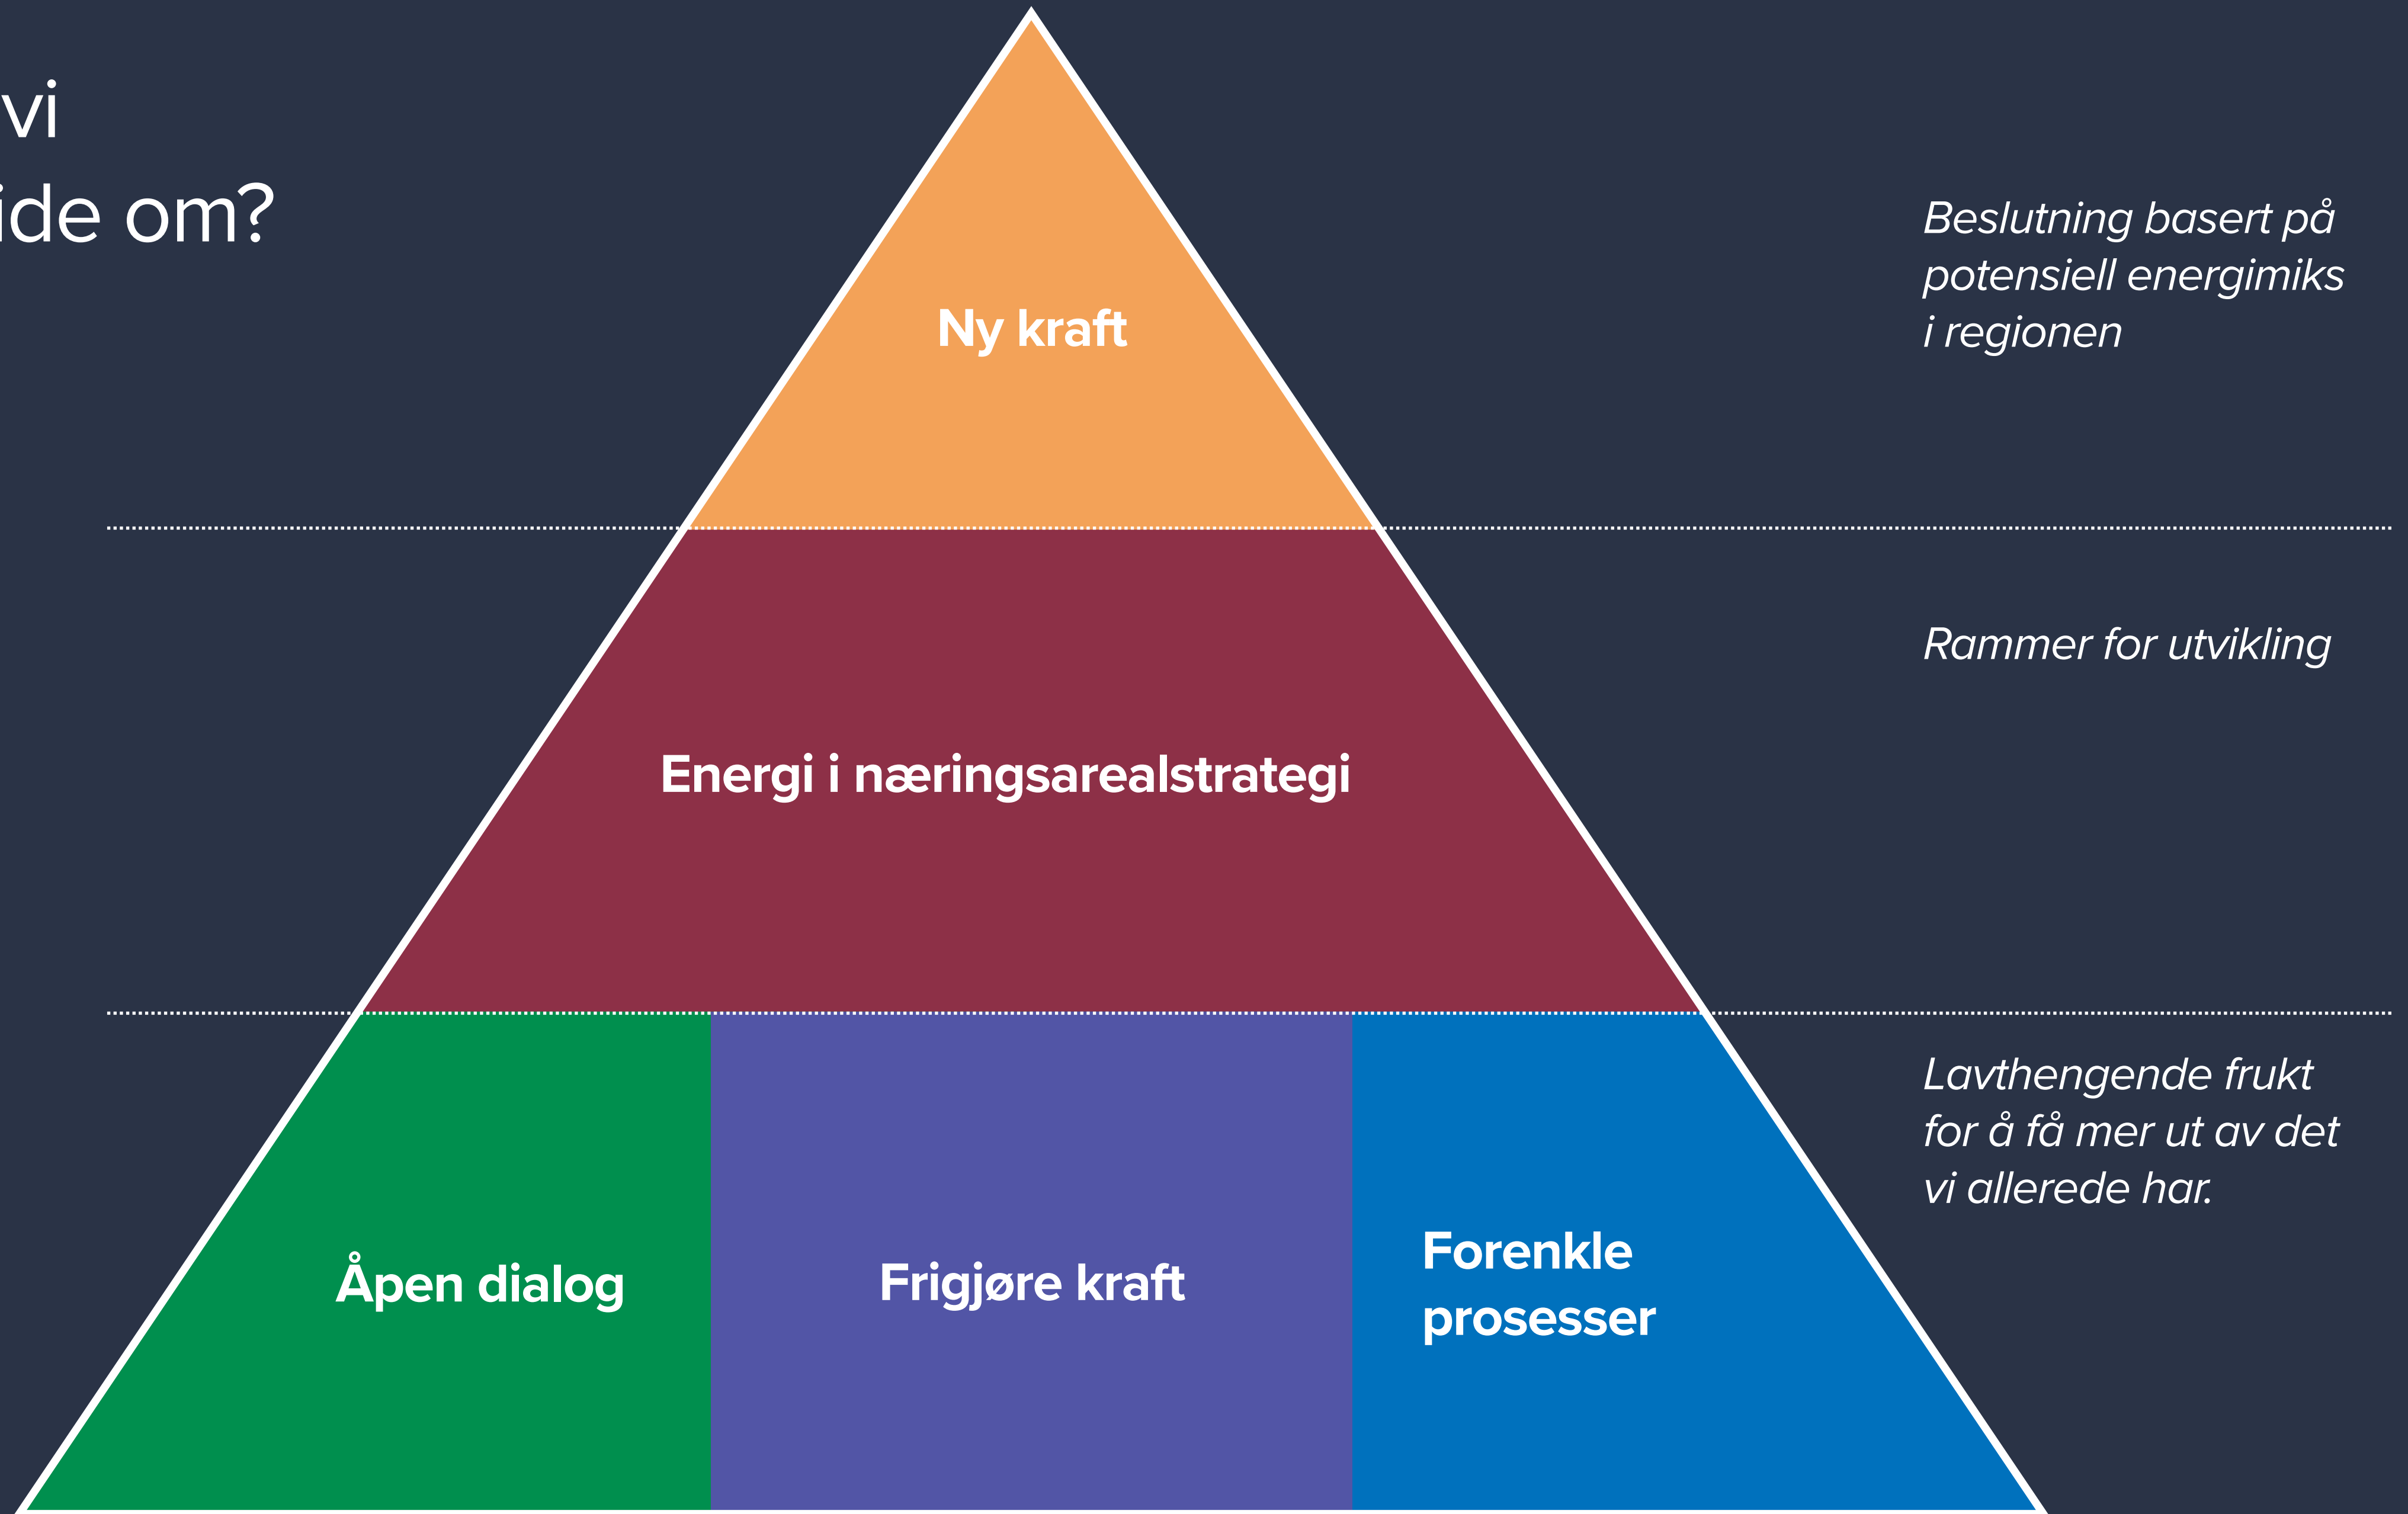 vi
ide om?
Ny kraft
Beslutning basert på
potensiell energimiks
i regionen
Energi i næringsarealstrategi
Rammer for utvikling
Åpen dialog
Frigjøre kraft
Forenkle
prosesser
Lavthengende frukt
for å få mer ut av det
vi allerede har.